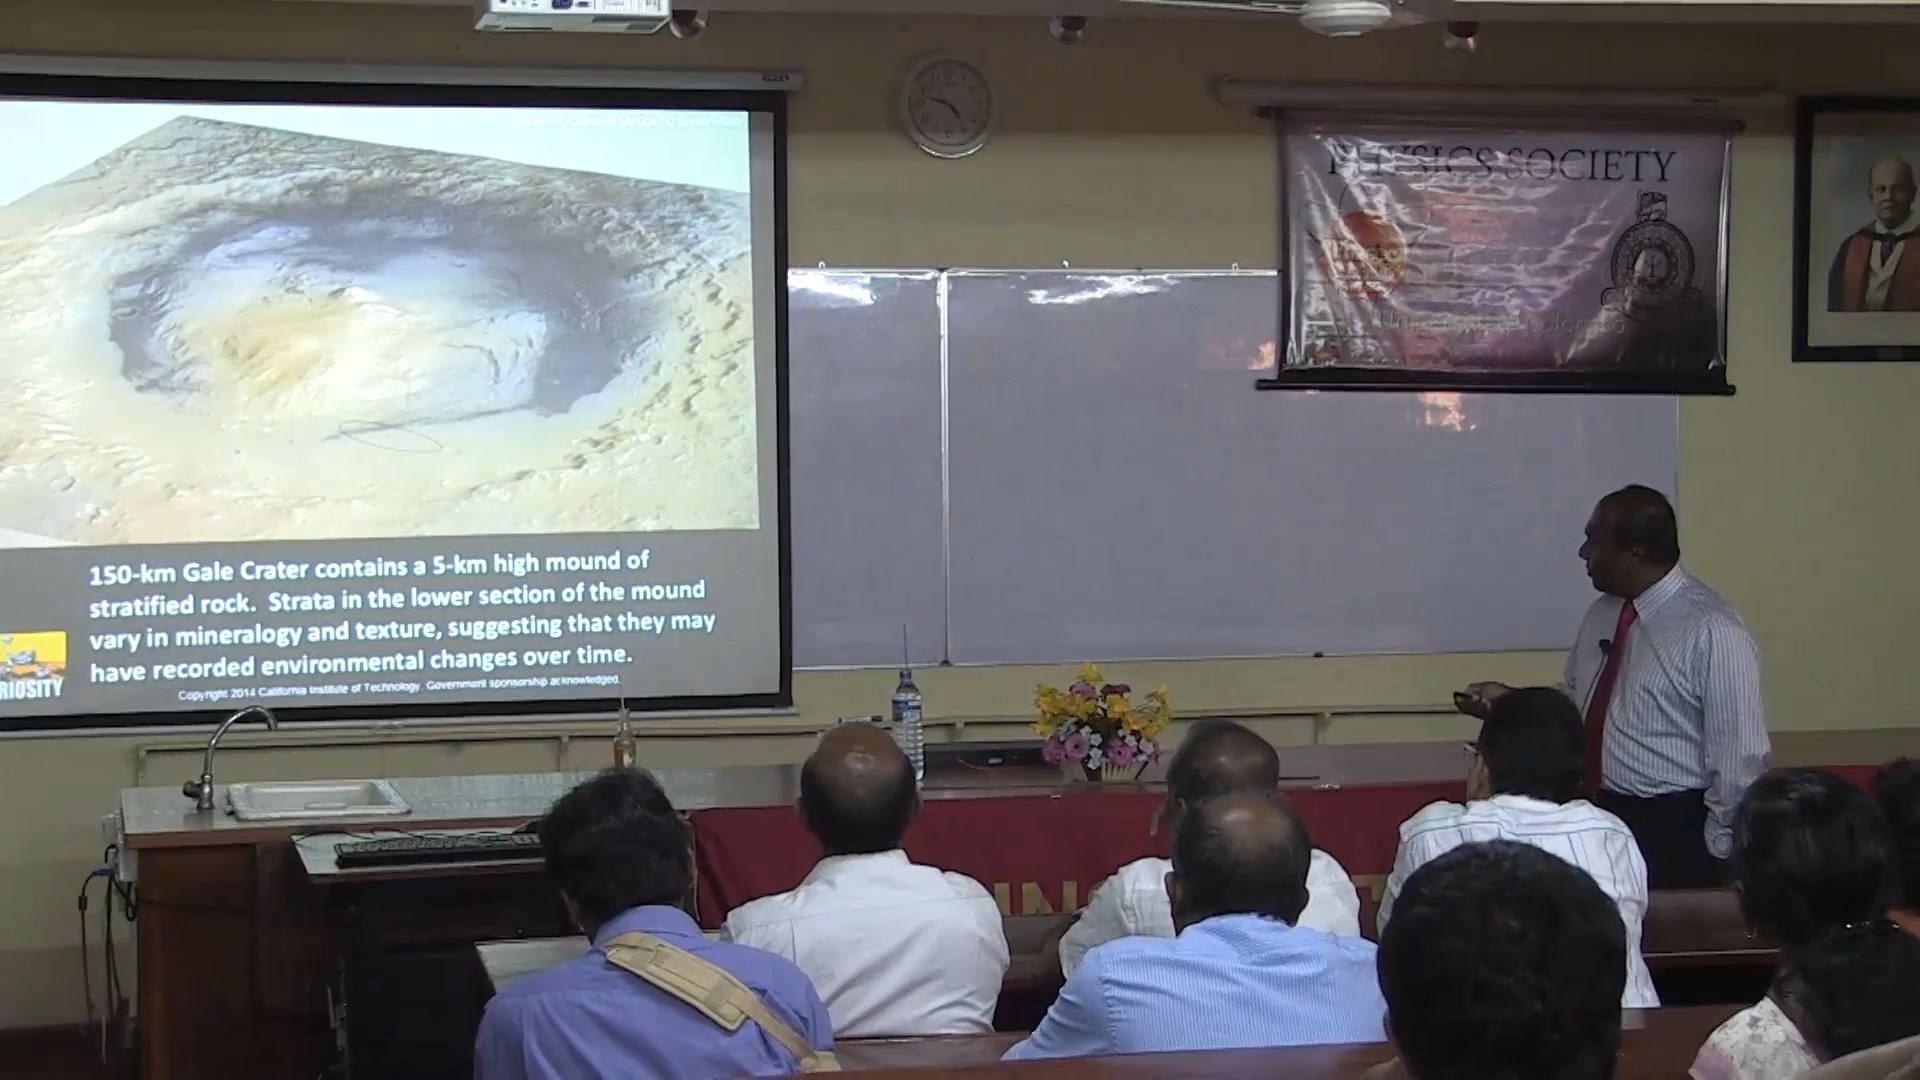 150-km Gale Crater contains a 5-km high mound of
stratified rock. Strata in the lower section of the mound
vary in mineralogy and texture, suggesting that they may
have recorded environmental changes over time.
RIOSITY
Copyright 2014 California Institute of Technology. Government sponsorship acknowledged.
PHYSICS SOCIETY
Colombo